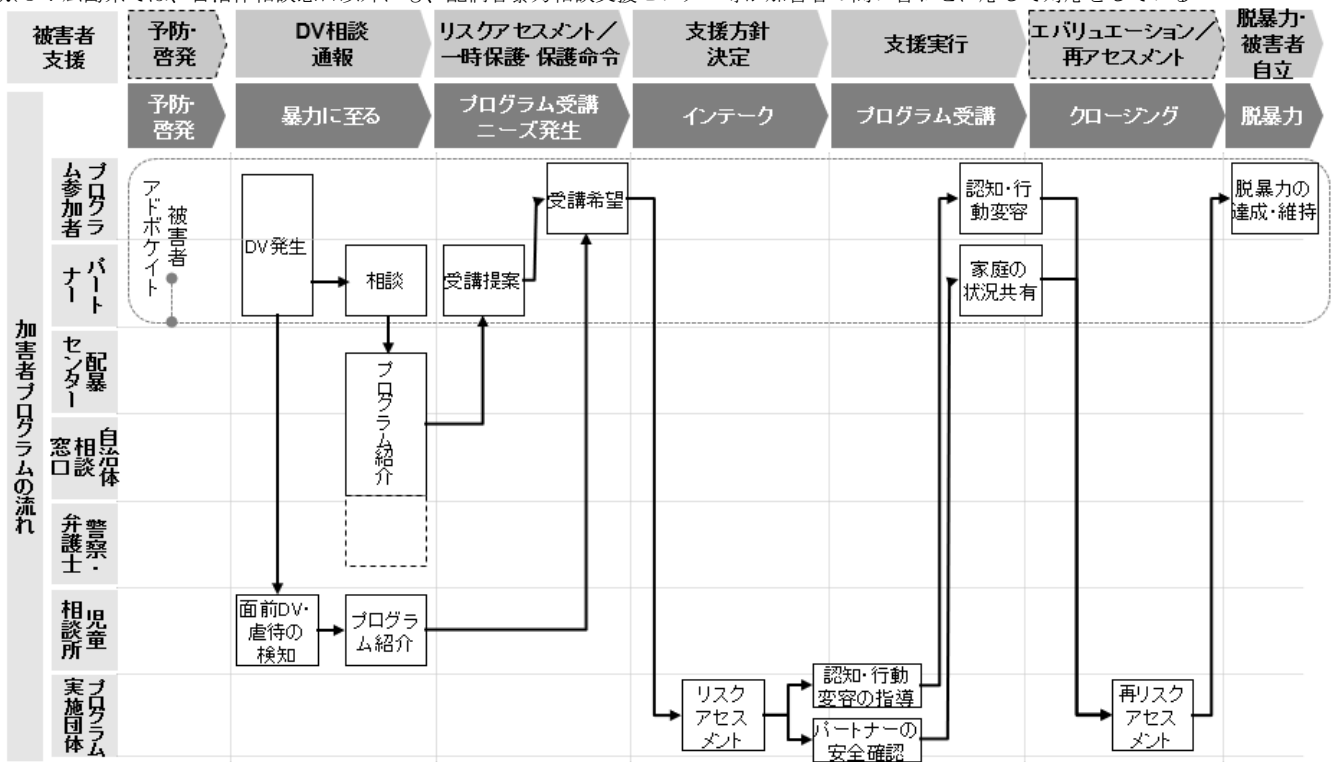 被害者
支援
予防・
啓発
DV相談
通報
リスクアセスメント／
一時保護・保護命令
支援方針
決定
支援実行
エバリュエーション／
再アセスメント
脱暴力・
被害者
自立
加害者プログラムの流れ
予防・
啓発
暴力に至る
プログラム受講
ニーズ発生
インテーク
プログラム受講
クロージング
脱暴力
プログラ
ム参加者
被害者
アドボケイト
DV発生
受講希望
認知・行
動変容
脱暴力の
達成・維持
パート
ナー
相談
受講提案
家庭の
状況共有
配暴
センター
プログラム紹介
自治体
相談
窓口
警察・
弁護士
児童
相談所
面前DV・
虐待の
検知
プログラ
ム紹介
プログラム
実施団体
リスク
アセス
メント
認知・行動
変容の指導
パートナーの
安全確認
再リスク
アセス
メント